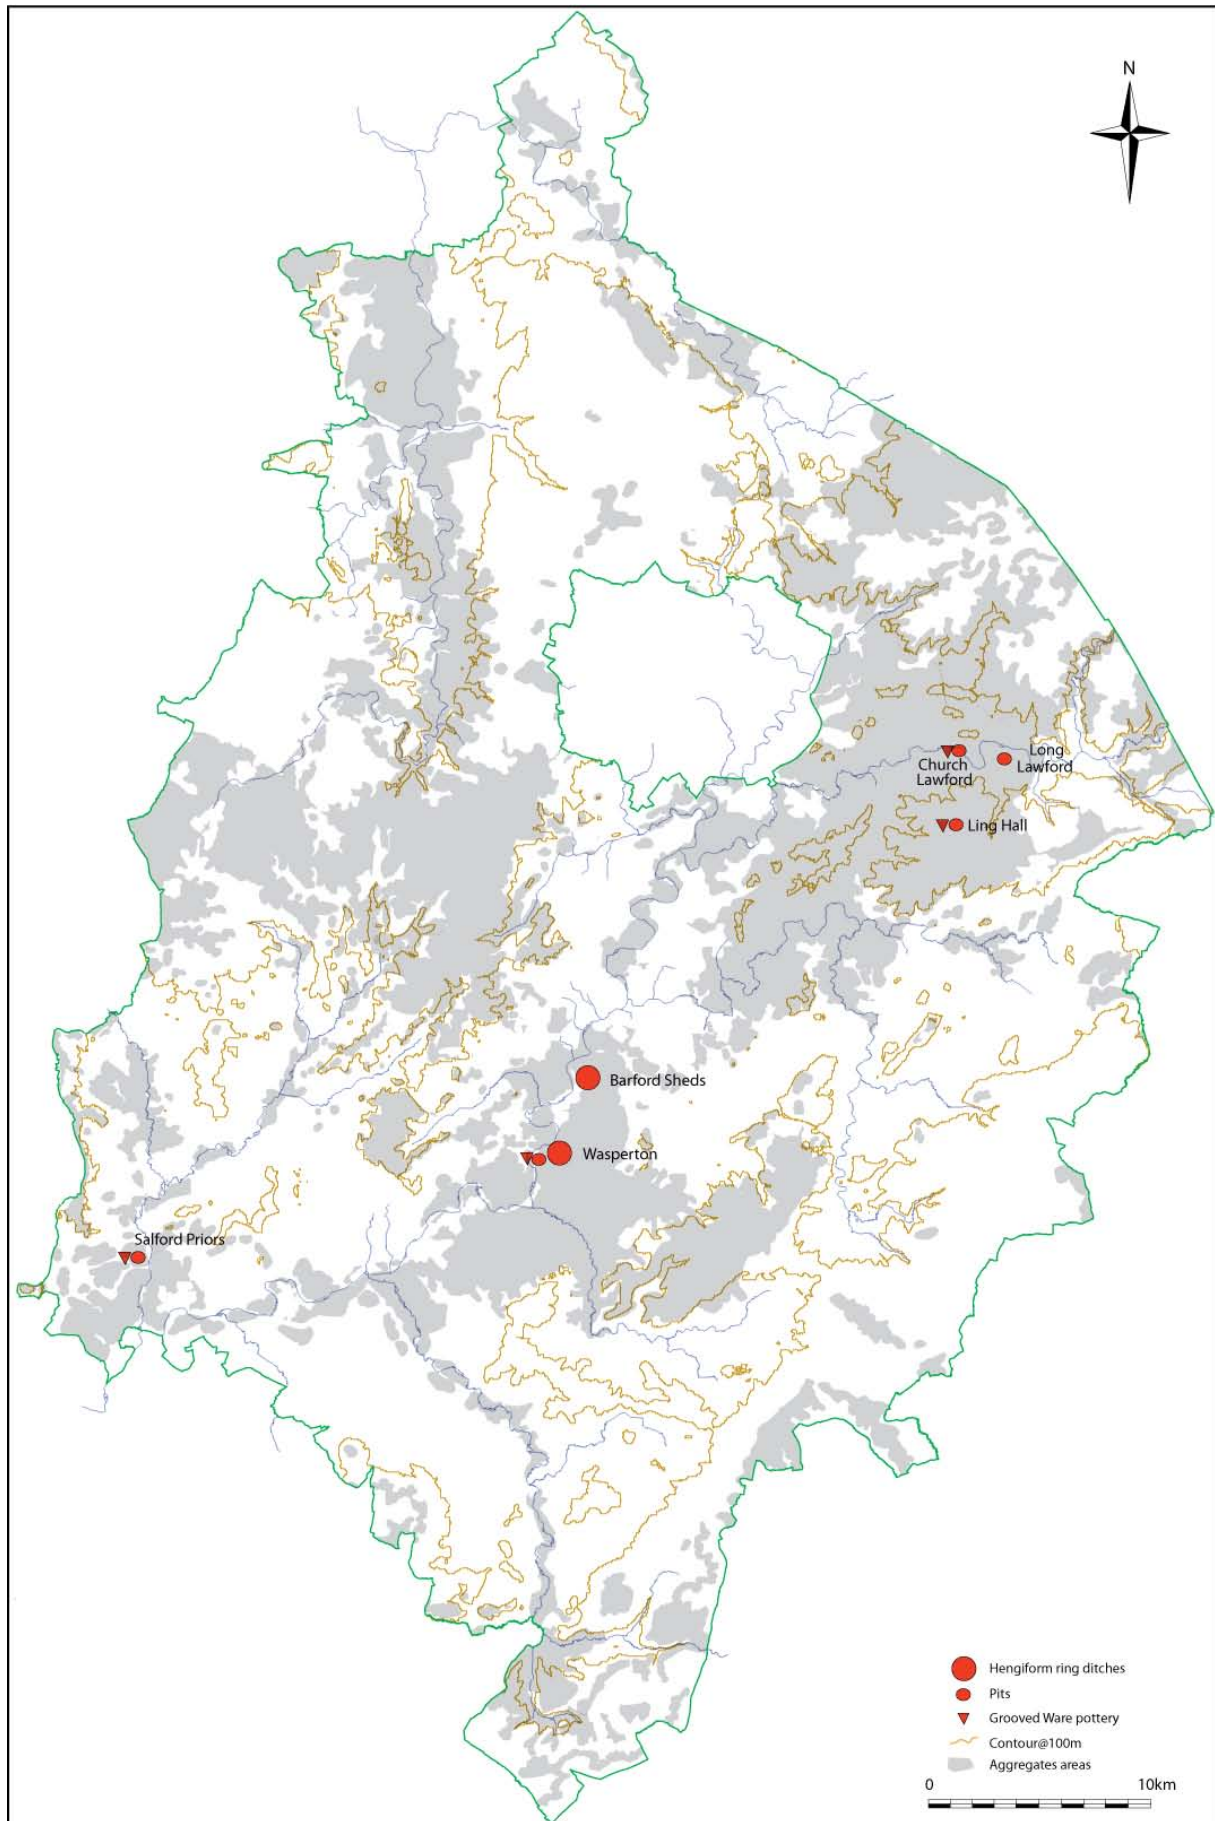 N
Church
Lawford
Long
Lawford
Ling Hall
Barford Sheds
Wasperton
Salford Priors
Hengiform ring ditches
Pits
Grooved Ware pottery
Contour@100m
Aggregates areas
0 10km